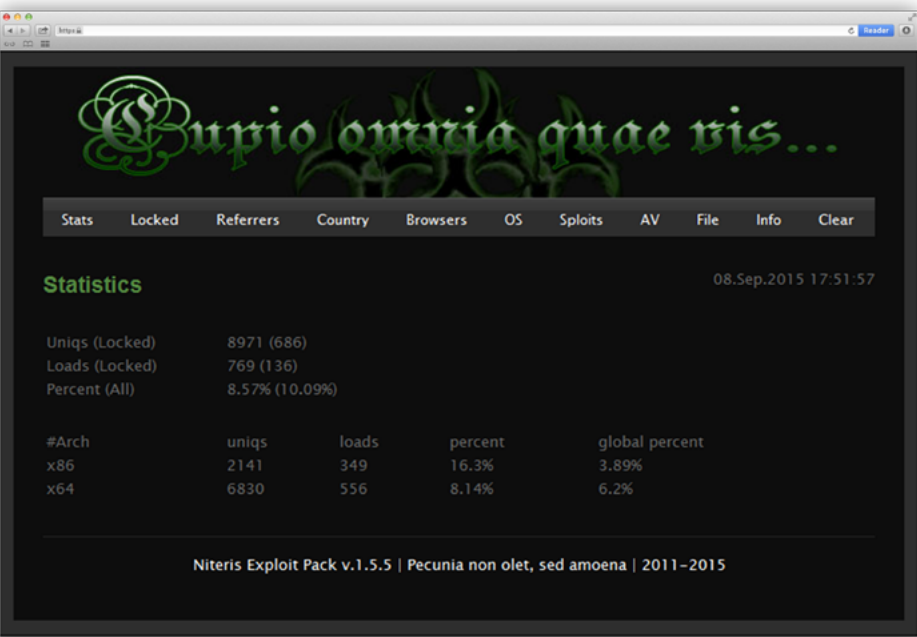 https
Reader
Cupio omnia quae vis...
Stats Locked Referrers Country Browsers OS Sploits AV File Info Clear
Statistics
08.Sep.2015 17:51:57
Uniqs (Locked) 8971 (686)
Loads (Locked) 769 (136)
Percent (All) 8.57% (10.09%)
#Arch uniqs loads percent global percent
x86 2141 349 16.3% 3.89%
x64 6830 556 8.14% 6.2%
Niteris Exploit Pack v.1.5.5 | Pecunia non olet, sed amoena | 2011-2015